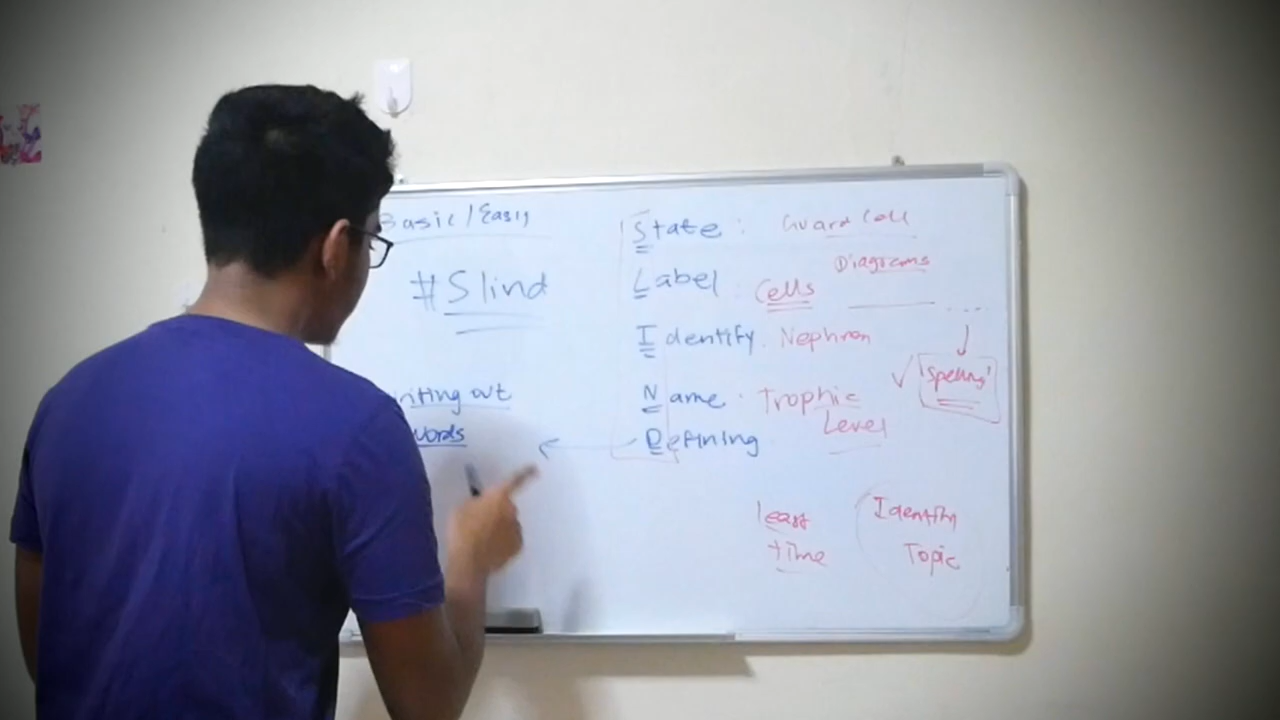 Basic / Easy
#Slind
riting out
words
State : Guard Cell
Diagrams
Label Cells
Identify. Nephron
'Spelling'
Name. Trophic
Level
Defining
least
time
Identify
Topic